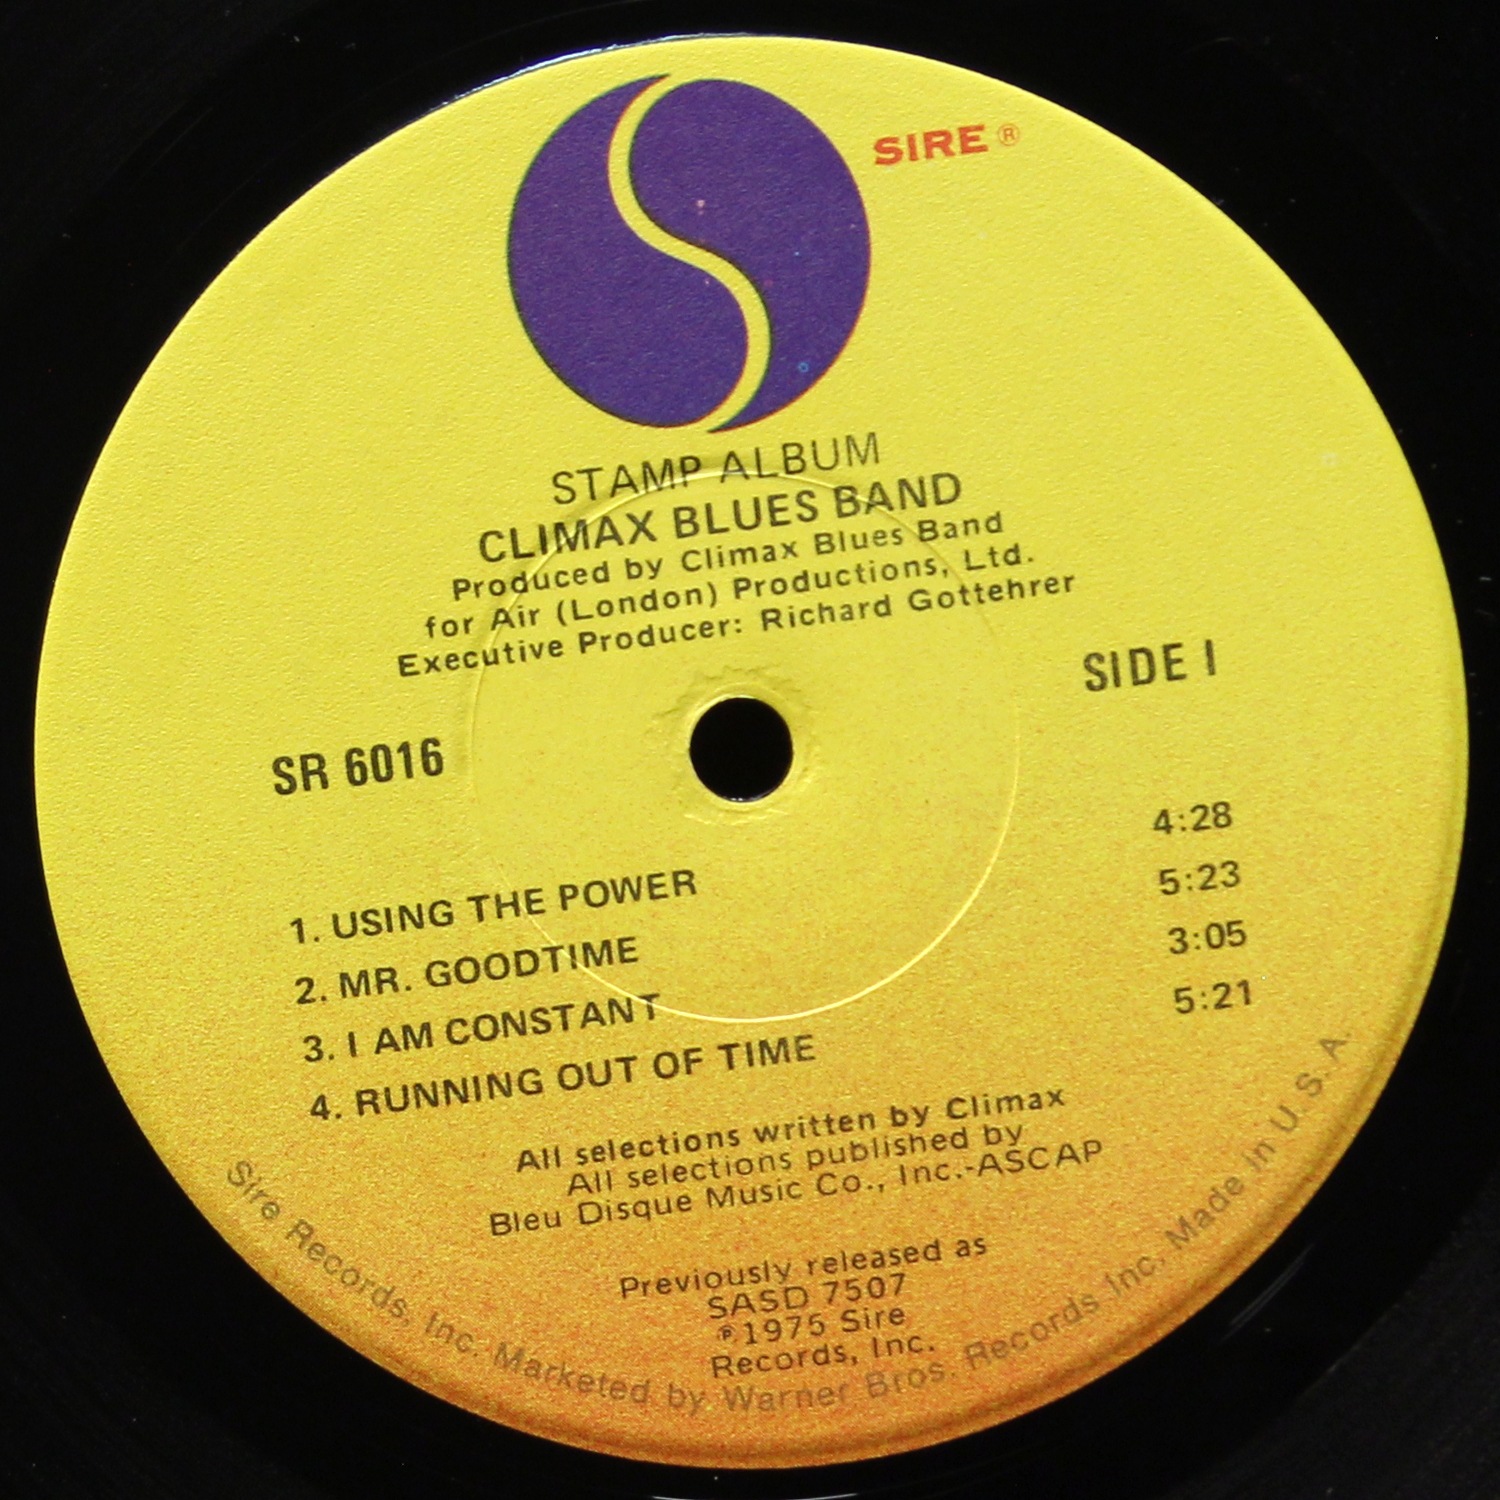 SIRE ®
STAMP ALBUM
CLIMAX BLUES BAND
Produced by Climax Blues Band
for Air (London) Productions, Ltd.
Executive Producer: Richard Gottehrer
SIDE I
SR 6016
1. USING THE POWER 4:28
2. MR. GOODTIME 5:23
3. I AM CONSTANT 3:05
4. RUNNING OUT OF TIME 5:21
All selections written by Climax
All selections published by
Bleu Disque Music Co., Inc.-ASCAP
Previously released as
SASD 7507
℗1975 Sire
Records, Inc.
Sire Records, Inc. Marketed by Warner Bros. Records Inc. Made In U.S.A.